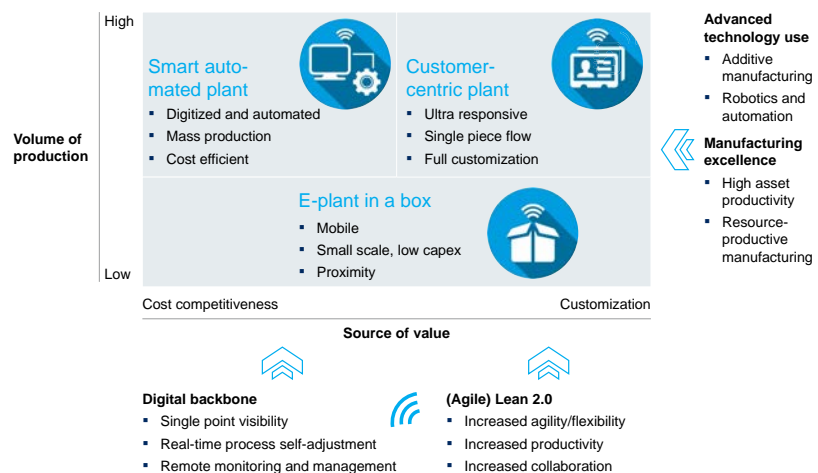 High
Volume of
production
Low
Smart auto-
mated plant
Digitized and automated
Mass production
Cost efficient
Customer-
centric plant
Ultra responsive
Single piece flow
Full customization
E-plant in a box
Mobile
Small scale, low capex
Proximity
Cost competitiveness
Customization
Source of value
Advanced
technology use
Additive
manufacturing
Robotics and
automation
Manufacturing
excellence
High asset
productivity
Resource-
productive
manufacturing
Digital backbone
Single point visibility
Real-time process self-adjustment
Remote monitoring and management
(Agile) Lean 2.0
Increased agility/flexibility
Increased productivity
Increased collaboration